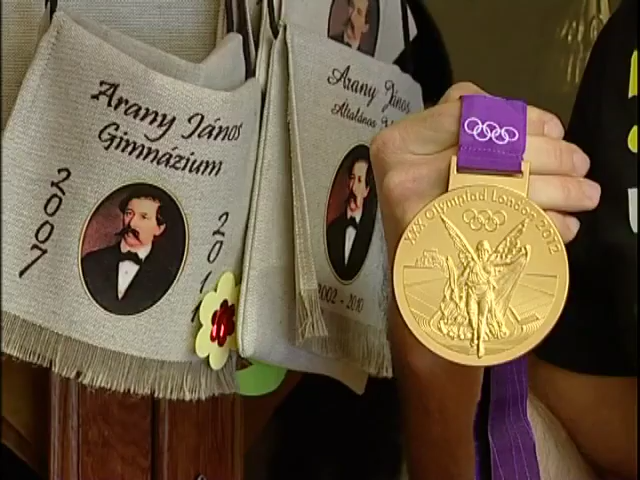 Arany János
Gimnázium
2007
201
Arany János
Általános
2002 - 2010
XXX Olympiad London 2012